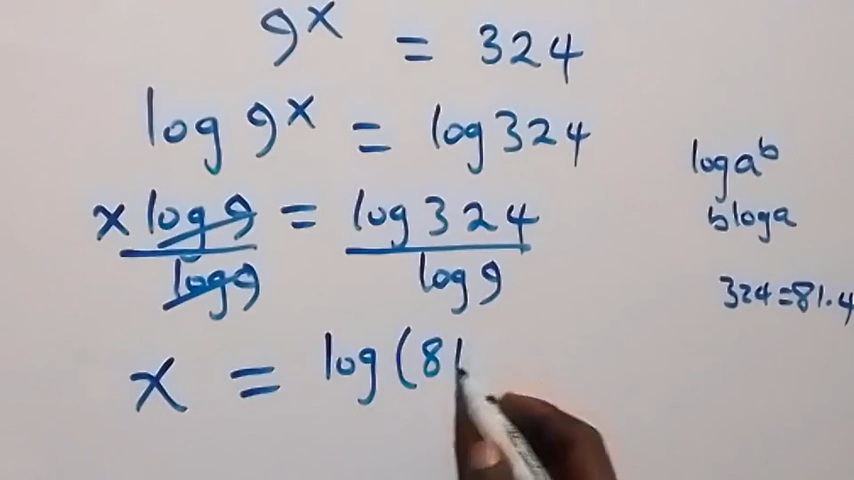 9^x = 324
log 9^x = log 324
x log 9 = log 324
log 9 log 9
x = log (81
log a^b
b log a
324 = 81.4